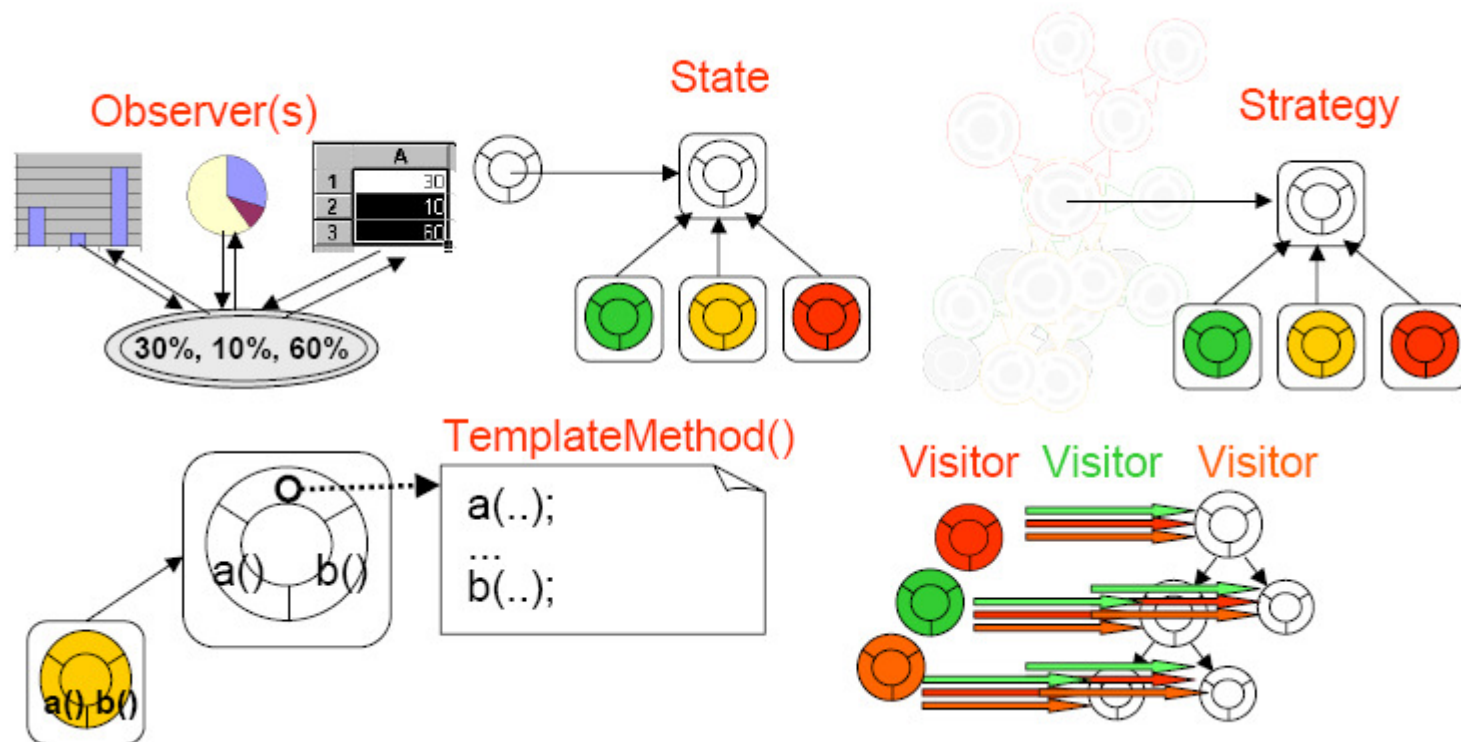 Observer(s)
A
1 30
2 10
3 60
30%, 10%, 60%
State
Strategy
TemplateMethod()
a(..);
...
b(..);
a() b()
a() b()
Visitor Visitor Visitor